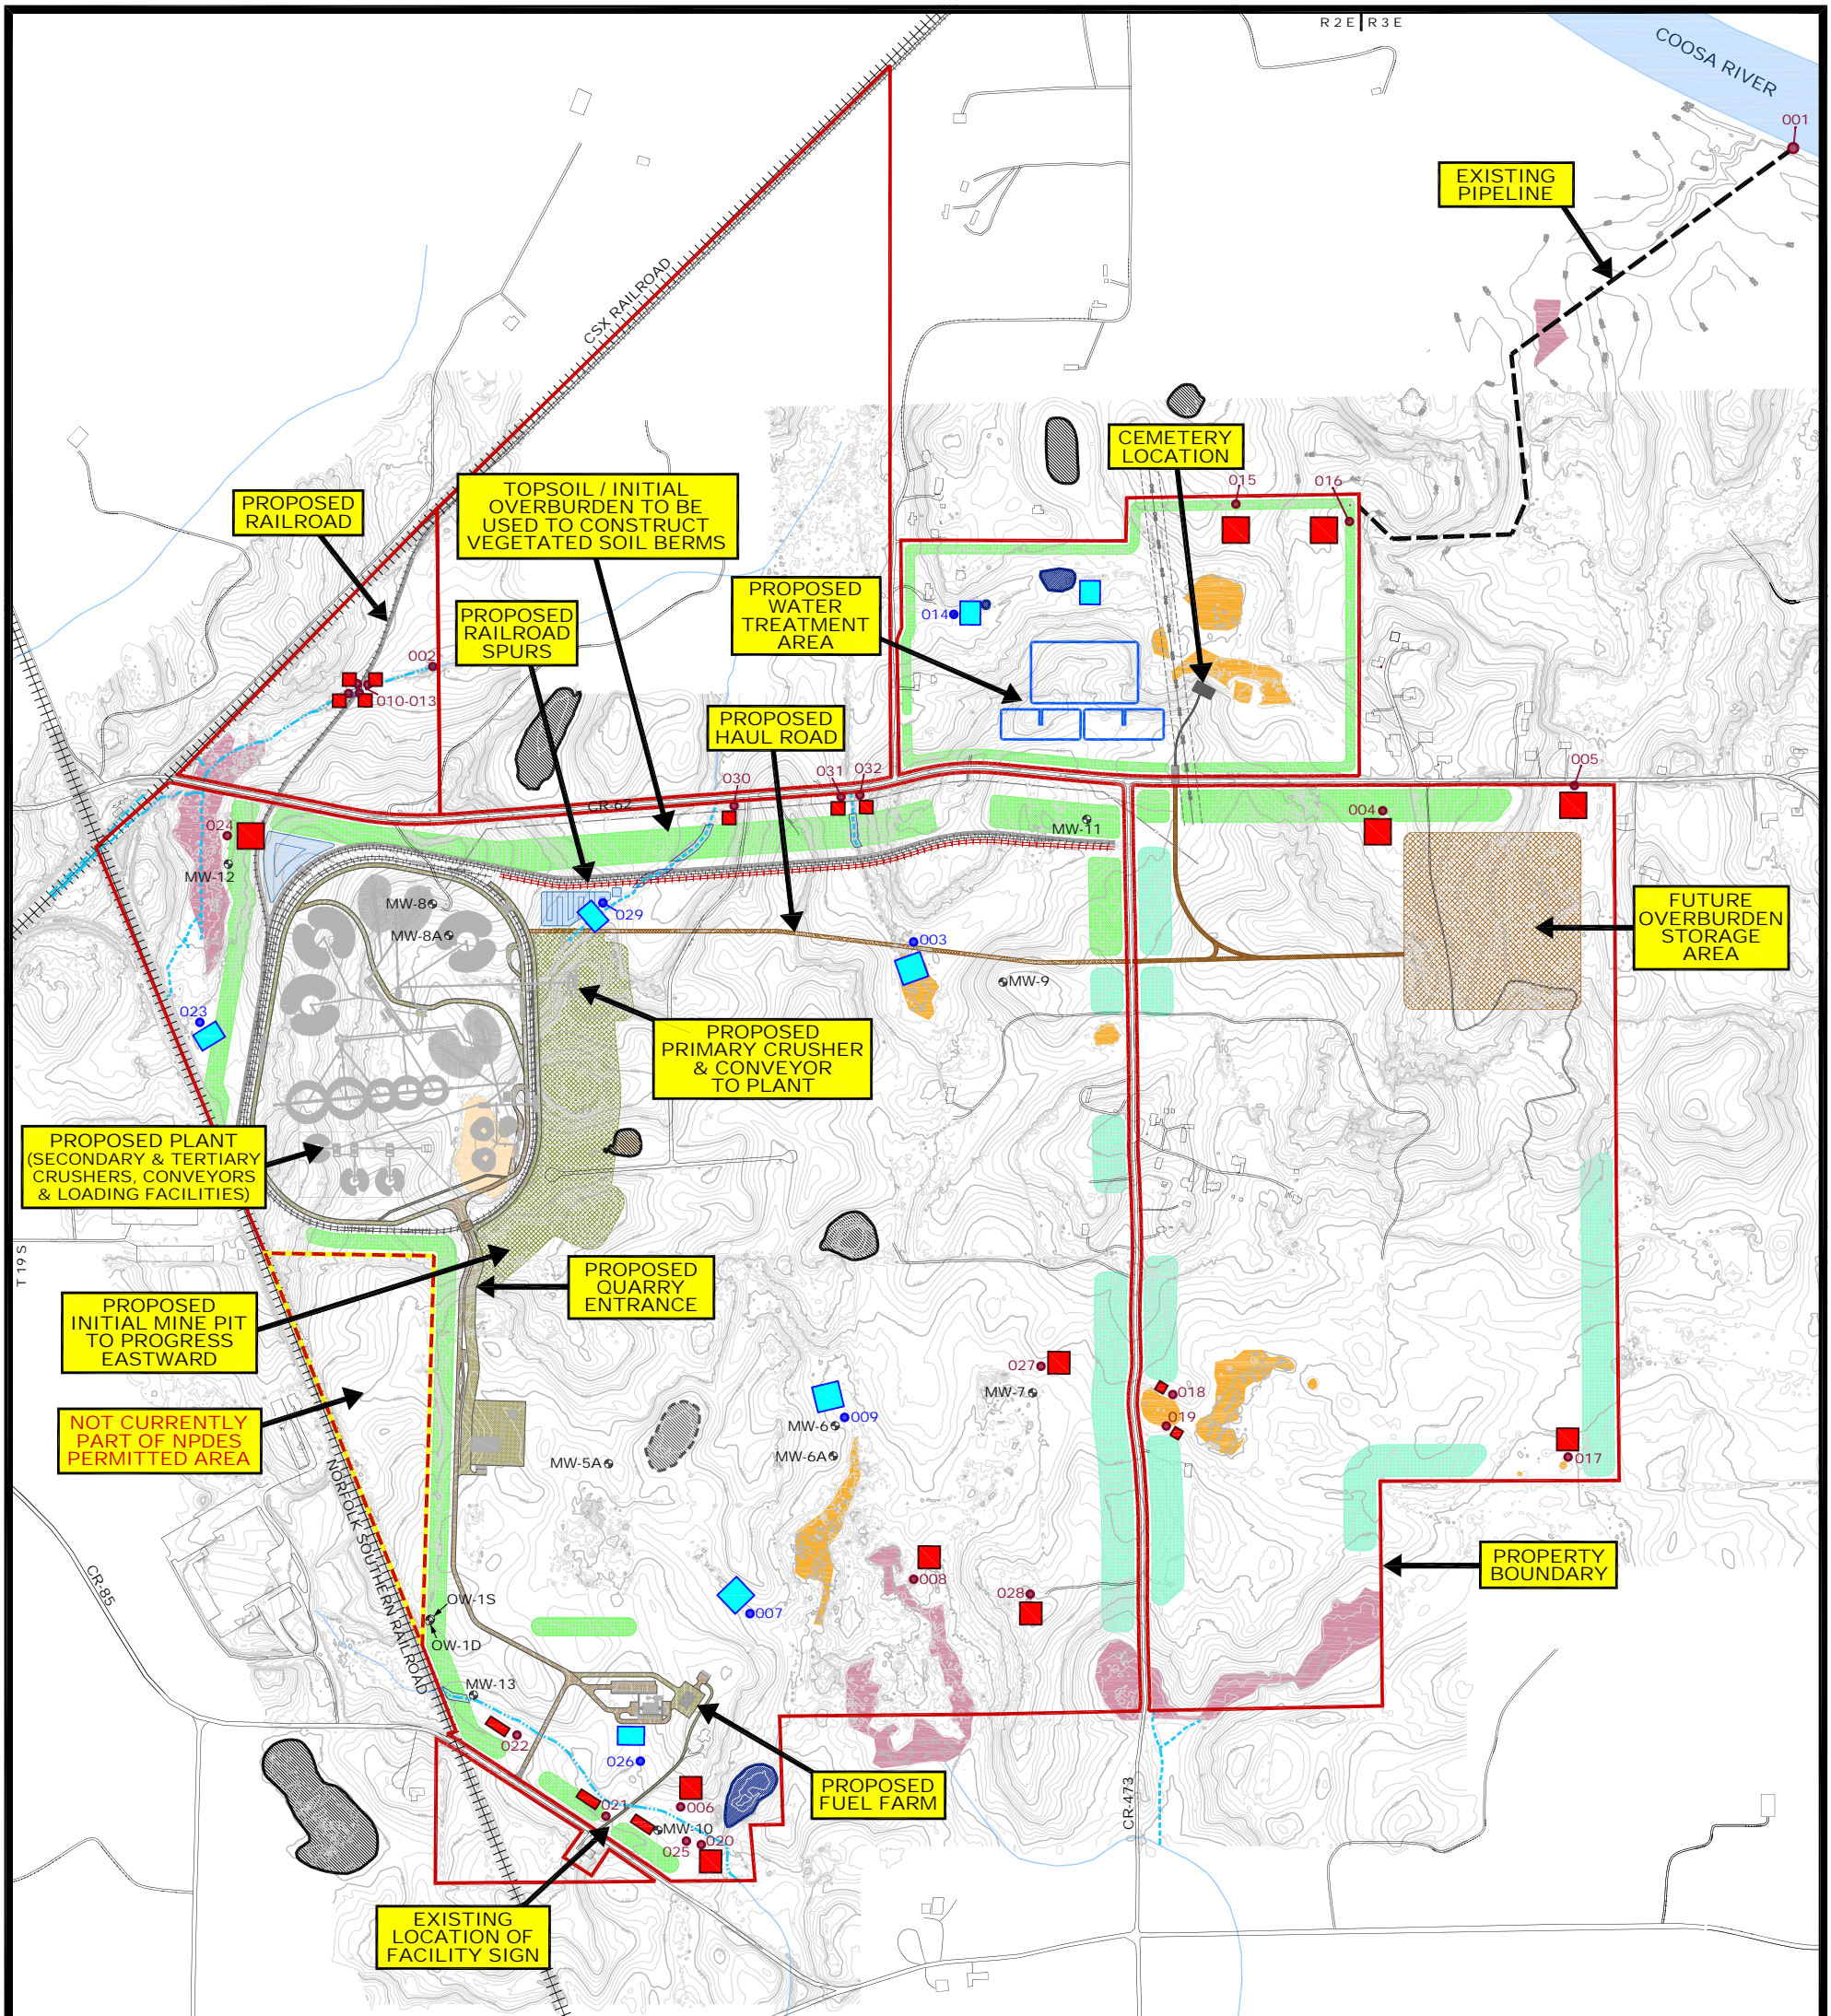 R 2 E R 3 E
COOSA RIVER
001
EXISTING
PIPELINE
CSX RAILROAD
CEMETERY
LOCATION
015
016
PROPOSED
RAILROAD
TOPSOIL / INITIAL
OVERBURDEN TO BE
USED TO CONSTRUCT
VEGETATED SOIL BERMS
PROPOSED
WATER
TREATMENT
AREA
014
PROPOSED
RAILROAD
SPURS
002
010-013
PROPOSED
HAUL ROAD
005
030
031
032
CR-62
004
024
MW-11
MW-12
MW-8
029
MW-8A
003
FUTURE
OVERBURDEN
STORAGE
AREA
MW-9
023
PROPOSED
PRIMARY CRUSHER
& CONVEYOR
TO PLANT
PROPOSED PLANT
(SECONDARY & TERTIARY
CRUSHERS, CONVEYORS
& LOADING FACILITIES)
T 19 S
PROPOSED
QUARRY
ENTRANCE
PROPOSED
INITIAL MINE PIT
TO PROGRESS
EASTWARD
027
MW-7
018
009
MW-6
019
NOT CURRENTLY
PART OF NPDES
PERMITTED AREA
MW-6A
MW-5A
017
NORFOLK SOUTHERN RAILROAD
PROPERTY
BOUNDARY
CR-85
008
028
OW-1S
007
OW-1D
MW-13
022
026
PROPOSED
FUEL FARM
CR-473
021
006
MW-10
020
025
EXISTING
LOCATION OF
FACILITY SIGN